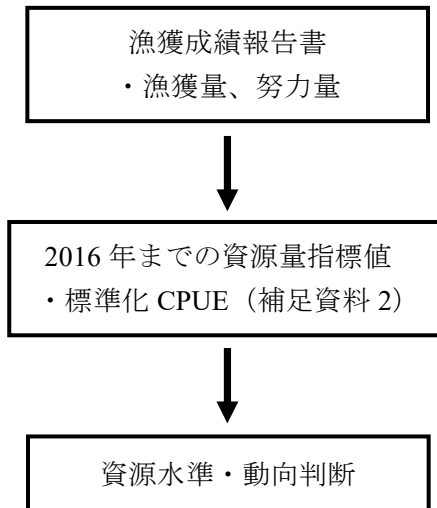 漁獲成績報告書
・漁獲量、努力量
2016 年までの資源量指標値
・標準化 CPUE（補足資料 2）
資源水準・動向判断